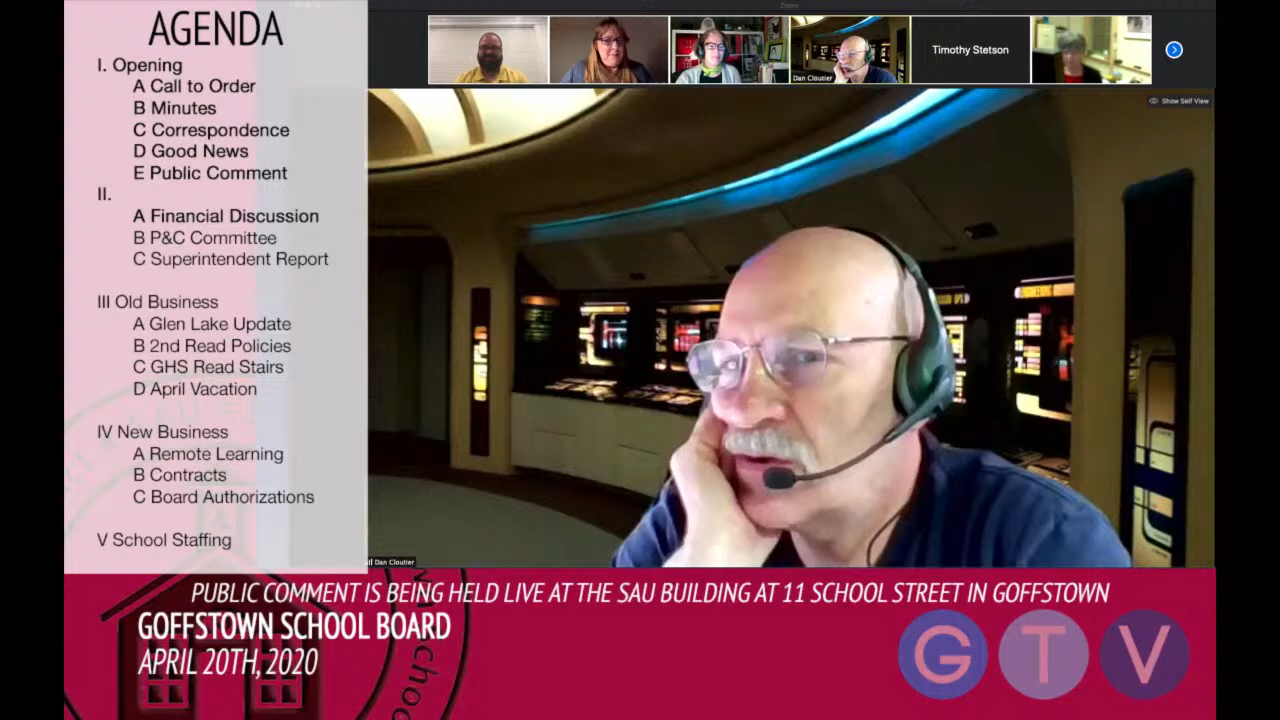 AGENDA
I. Opening
A Call to Order
B Minutes
C Correspondence
D Good News
E Public Comment
II.
A Financial Discussion
B P&C Committee
C Superintendent Report
III Old Business
A Glen Lake Update
B 2nd Read Policies
C GHS Read Stairs
D April Vacation
IV New Business
A Remote Learning
B Contracts
C Board Authorizations
V School Staffing
Zoom
Dan Cloutier
Timothy Stetson
Show Self View
Dan Cloutier
PUBLIC COMMENT IS BEING HELD LIVE AT THE SAU BUILDING AT 11 SCHOOL STREET IN GOFFSTOWN
GOFFSTOWN SCHOOL BOARD
APRIL 20TH, 2020
G T V